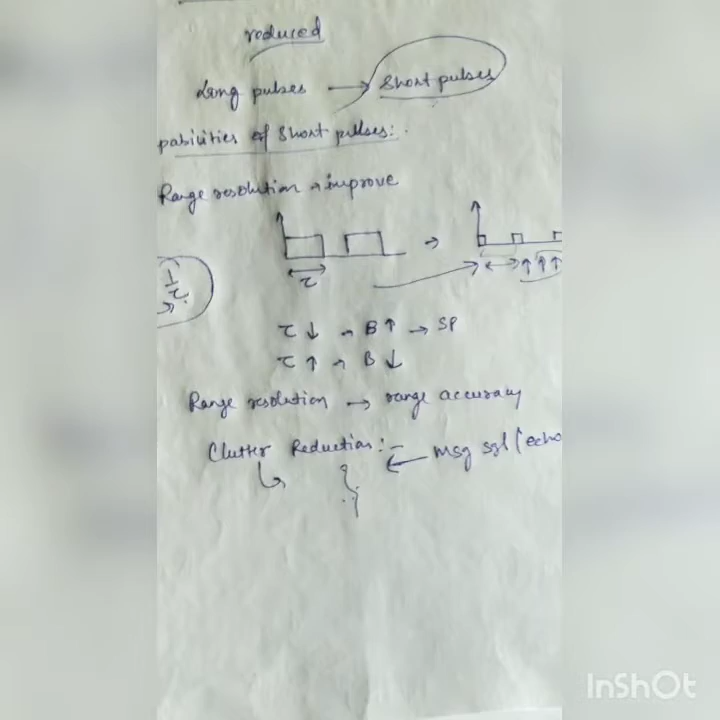 reduced
Long pulses → Short pulses
pabilities of Short pulses:.
Range resolution → improve
τ
1/τ
τ ↓ → B ↑ → SP
τ ↑ → B ↓
Range resolution → range accuracy
Clutter Reduction:- ← msg sgl (echo
InShOt